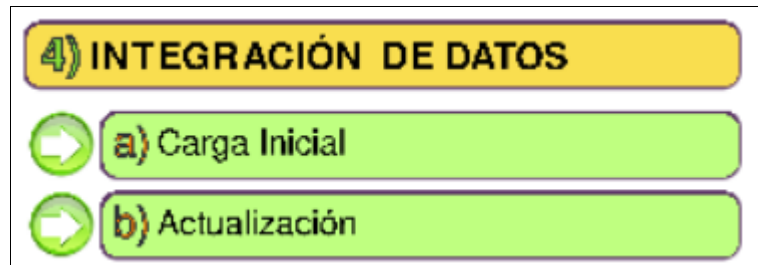 4) INTEGRACIÓN DE DATOS
a) Carga Inicial
b) Actualización